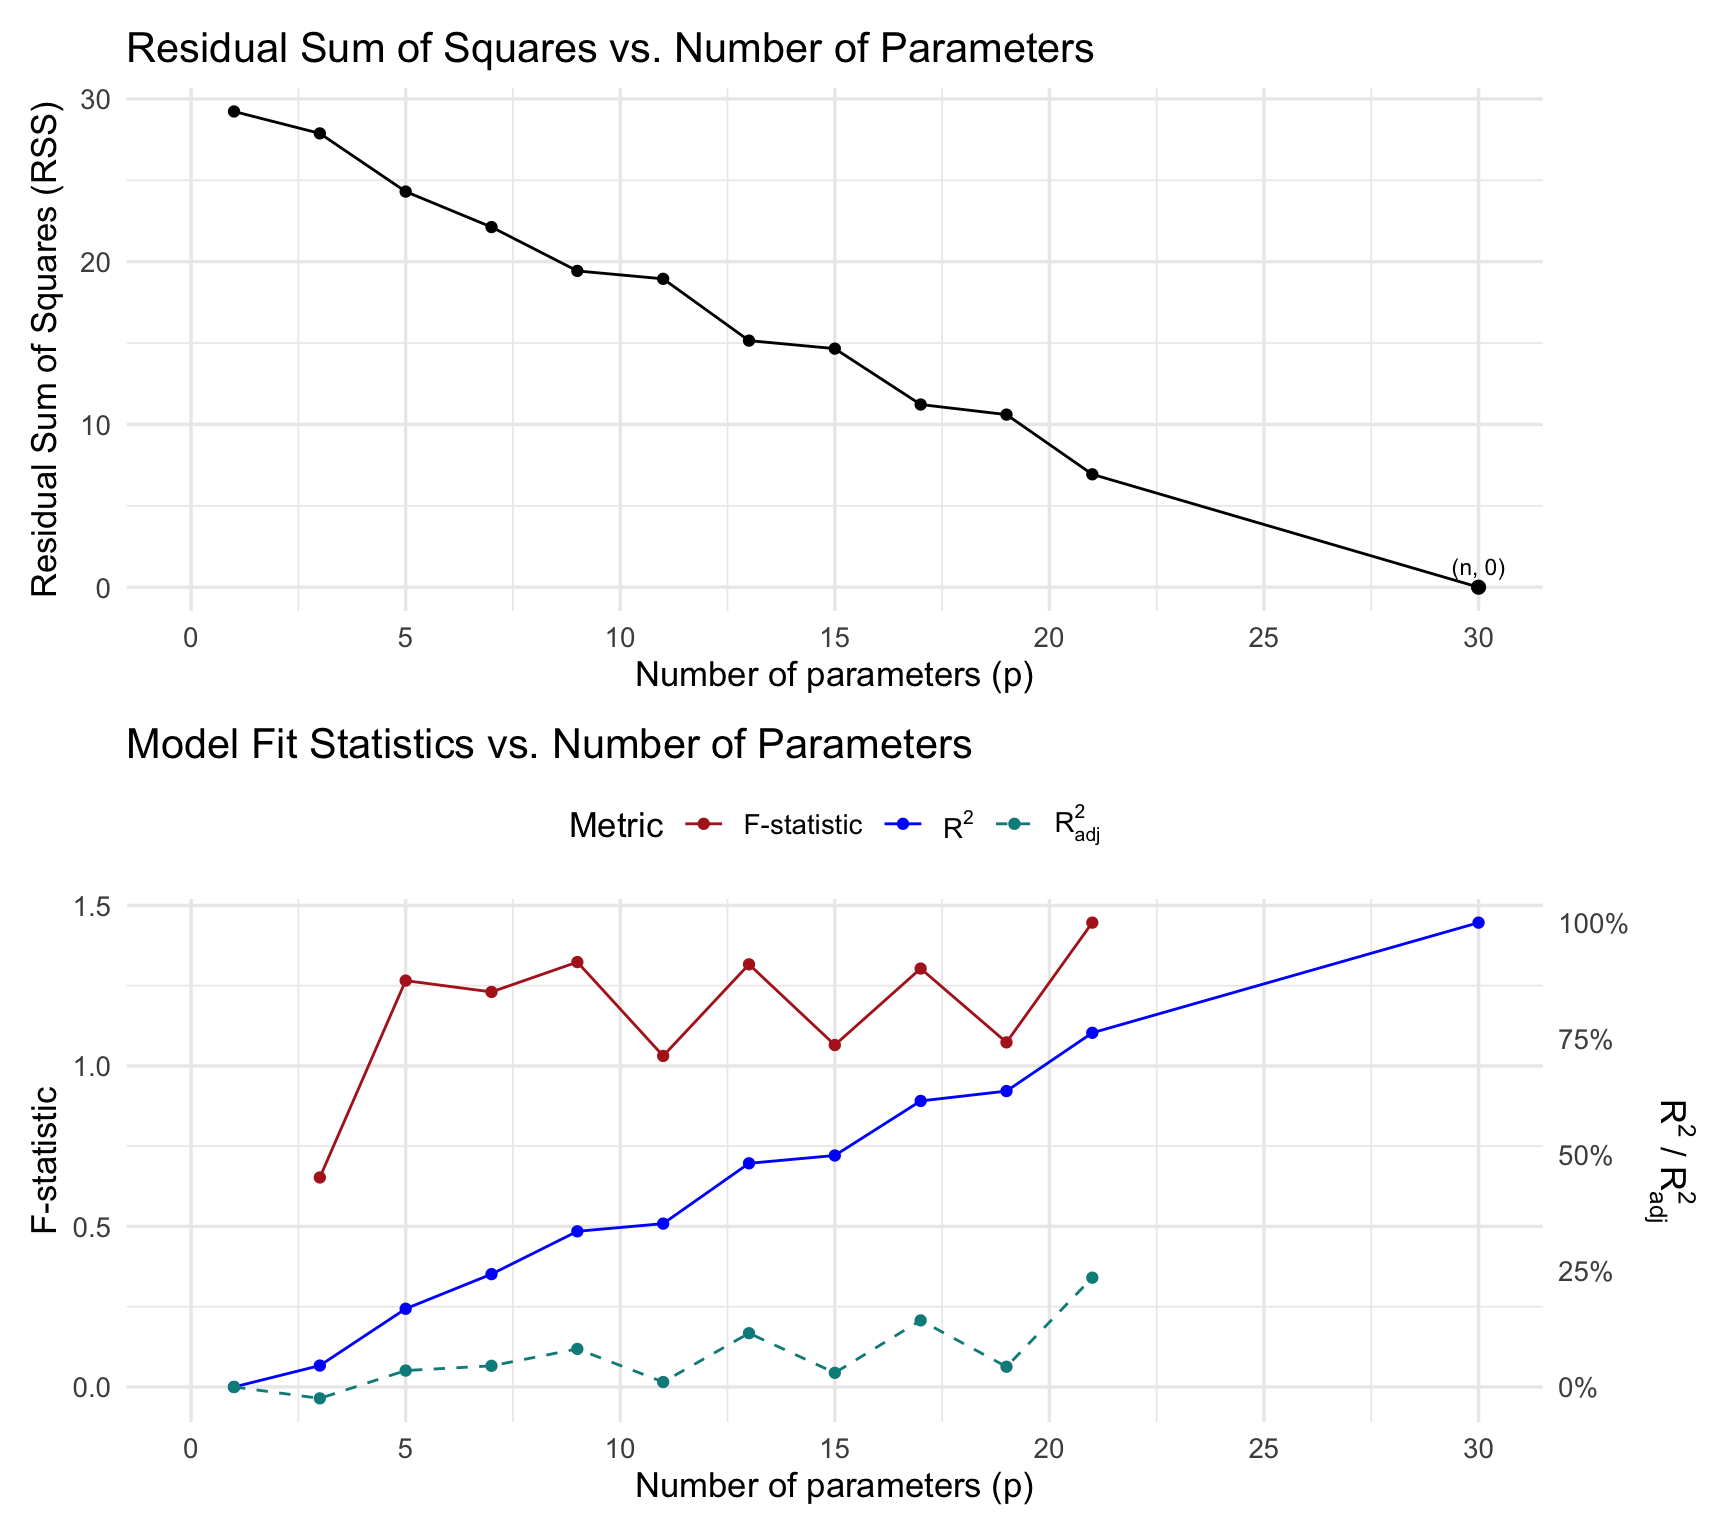 Residual Sum of Squares vs. Number of Parameters
Residual Sum of Squares (RSS)
30
20
10
0
(n, 0)
0 5 10 15 20 25 30
Number of parameters (p)
Model Fit Statistics vs. Number of Parameters
Metric F-statistic R² R²adj
F-statistic
1.5
1.0
0.5
0.0
100%
75%
50%
25%
0%
R² / R²adj
0 5 10 15 20 25 30
Number of parameters (p)